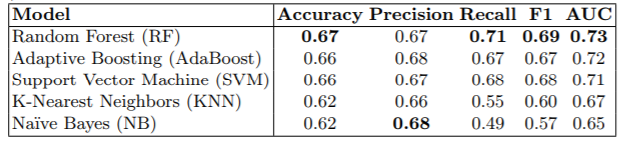 Model Accuracy Precision Recall F1 AUC
Random Forest (RF) 0.67 0.67 0.71 0.69 0.73
Adaptive Boosting (AdaBoost) 0.66 0.68 0.67 0.67 0.72
Support Vector Machine (SVM) 0.66 0.67 0.68 0.68 0.71
K-Nearest Neighbors (KNN) 0.62 0.66 0.55 0.60 0.67
Naïve Bayes (NB) 0.62 0.68 0.49 0.57 0.65